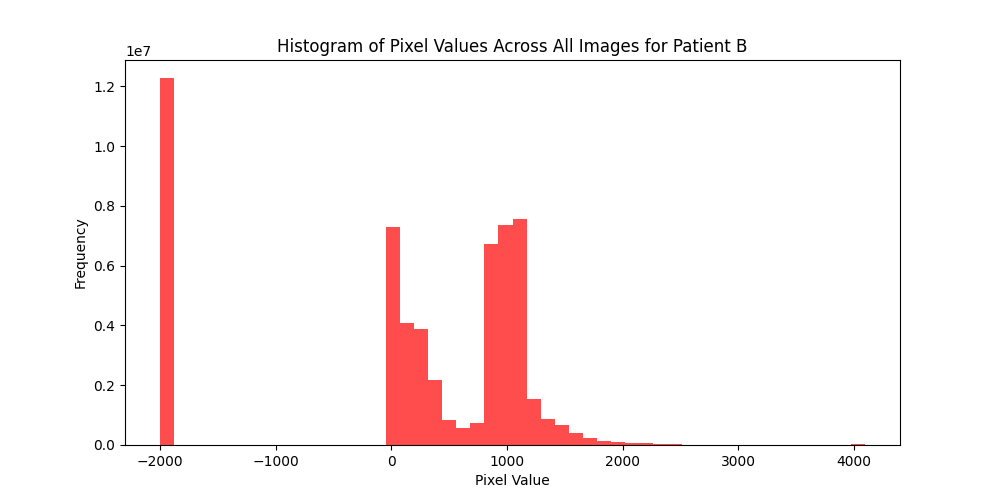 Histogram of Pixel Values Across All Images for Patient B
1e7
1.2
1.0
0.8
0.6
0.4
0.2
0.0
Frequency
−2000 −1000 0 1000 2000 3000 4000
Pixel Value